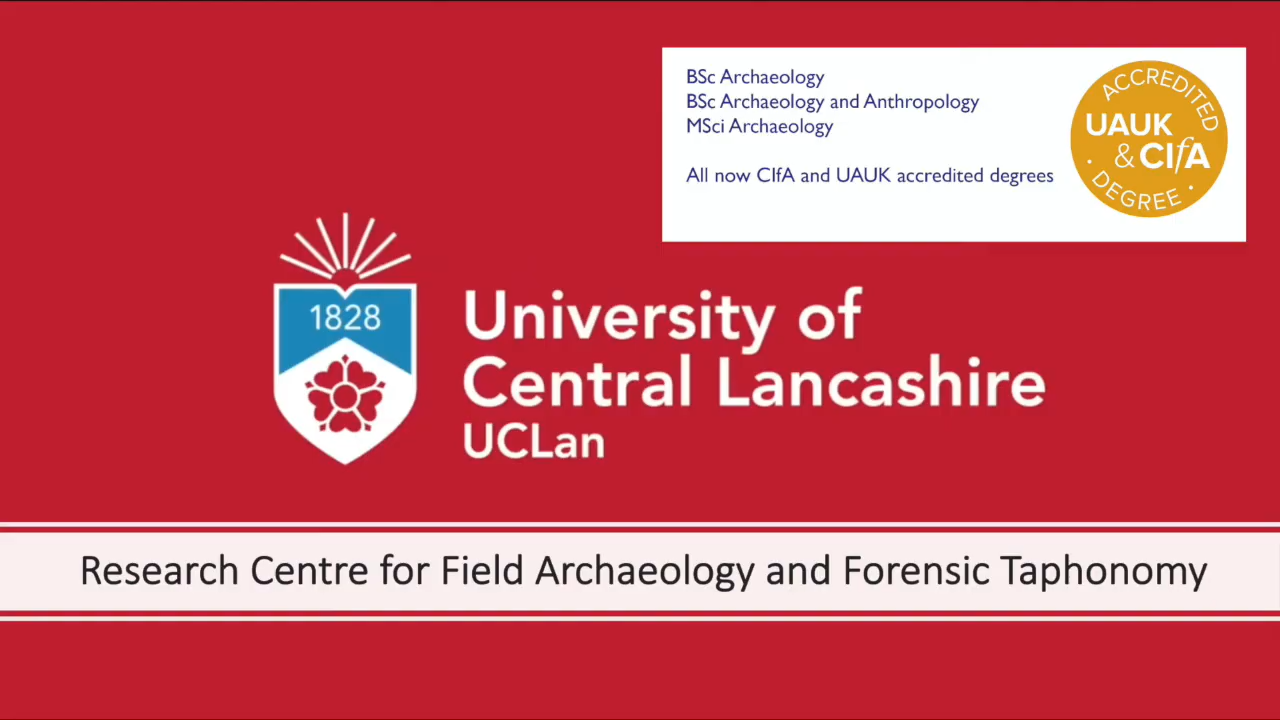 BSc Archaeology
BSc Archaeology and Anthropology
MSci Archaeology
All now CIfA and UAUK accredited degrees
ACCREDITED
UAUK
& CIfA
DEGREE
1828
University of
Central Lancashire
UCLan
Research Centre for Field Archaeology and Forensic Taphonomy